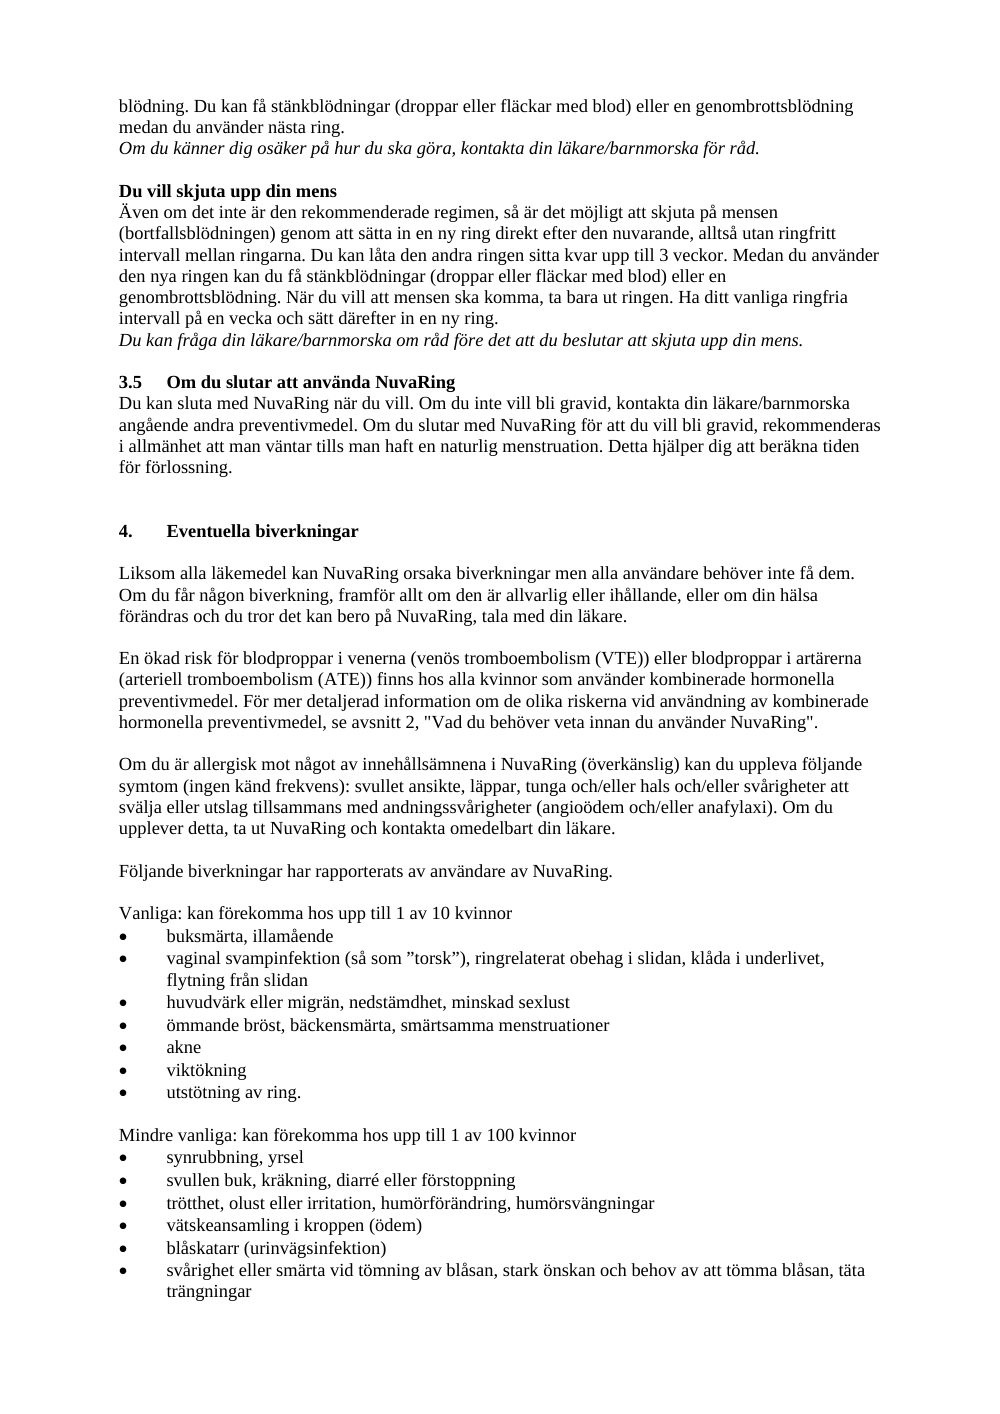 blödning. Du kan få stänkblödningar (droppar eller fläckar med blod) eller en genombrottsblödning
medan du använder nästa ring.
Om du känner dig osäker på hur du ska göra, kontakta din läkare/barnmorska för råd.
Du vill skjuta upp din mens
Även om det inte är den rekommenderade regimen, så är det möjligt att skjuta på mensen
(bortfallsblödningen) genom att sätta in en ny ring direkt efter den nuvarande, alltså utan ringfritt
intervall mellan ringarna. Du kan låta den andra ringen sitta kvar upp till 3 veckor. Medan du använder
den nya ringen kan du få stänkblödningar (droppar eller fläckar med blod) eller en
genombrottsblödning. När du vill att mensen ska komma, ta bara ut ringen. Ha ditt vanliga ringfria
intervall på en vecka och sätt därefter in en ny ring.
Du kan fråga din läkare/barnmorska om råd före det att du beslutar att skjuta upp din mens.
3.5 Om du slutar att använda NuvaRing
Du kan sluta med NuvaRing när du vill. Om du inte vill bli gravid, kontakta din läkare/barnmorska
angående andra preventivmedel. Om du slutar med NuvaRing för att du vill bli gravid, rekommenderas
i allmänhet att man väntar tills man haft en naturlig menstruation. Detta hjälper dig att beräkna tiden
för förlossning.
4. Eventuella biverkningar
Liksom alla läkemedel kan NuvaRing orsaka biverkningar men alla användare behöver inte få dem.
Om du får någon biverkning, framför allt om den är allvarlig eller ihållande, eller om din hälsa
förändras och du tror det kan bero på NuvaRing, tala med din läkare.
En ökad risk för blodproppar i venerna (venös tromboembolism (VTE)) eller blodproppar i artärerna
(arteriell tromboembolism (ATE)) finns hos alla kvinnor som använder kombinerade hormonella
preventivmedel. För mer detaljerad information om de olika riskerna vid användning av kombinerade
hormonella preventivmedel, se avsnitt 2, "Vad du behöver veta innan du använder NuvaRing".
Om du är allergisk mot något av innehållsämnena i NuvaRing (överkänslig) kan du uppleva följande
symtom (ingen känd frekvens): svullet ansikte, läppar, tunga och/eller hals och/eller svårigheter att
svälja eller utslag tillsammans med andningssvårigheter (angioödem och/eller anafylaxi). Om du
upplever detta, ta ut NuvaRing och kontakta omedelbart din läkare.
Följande biverkningar har rapporterats av användare av NuvaRing.
Vanliga: kan förekomma hos upp till 1 av 10 kvinnor
• buksmärta, illamående
• vaginal svampinfektion (så som ”torsk”), ringrelaterat obehag i slidan, klåda i underlivet,
flytning från slidan
• huvudvärk eller migrän, nedstämdhet, minskad sexlust
• ömmande bröst, bäckensmärta, smärtsamma menstruationer
• akne
• viktökning
• utstötning av ring.
Mindre vanliga: kan förekomma hos upp till 1 av 100 kvinnor
• synrubbning, yrsel
• svullen buk, kräkning, diarré eller förstoppning
• trötthet, olust eller irritation, humörförändring, humörsvängningar
• vätskeansamling i kroppen (ödem)
• blåskatarr (urinvägsinfektion)
• svårighet eller smärta vid tömning av blåsan, stark önskan och behov av att tömma blåsan, täta
trängningar